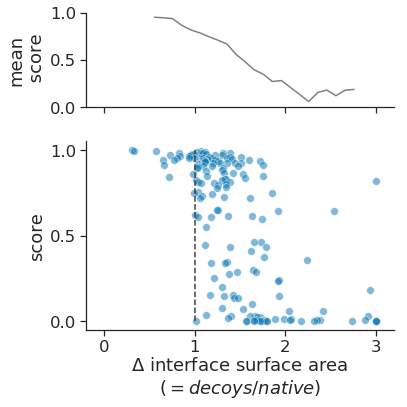 mean
score
1.0
0.5
0.0
score
1.0
0.5
0.0
0
1
2
3
Δ interface surface area
(= decoys/native)